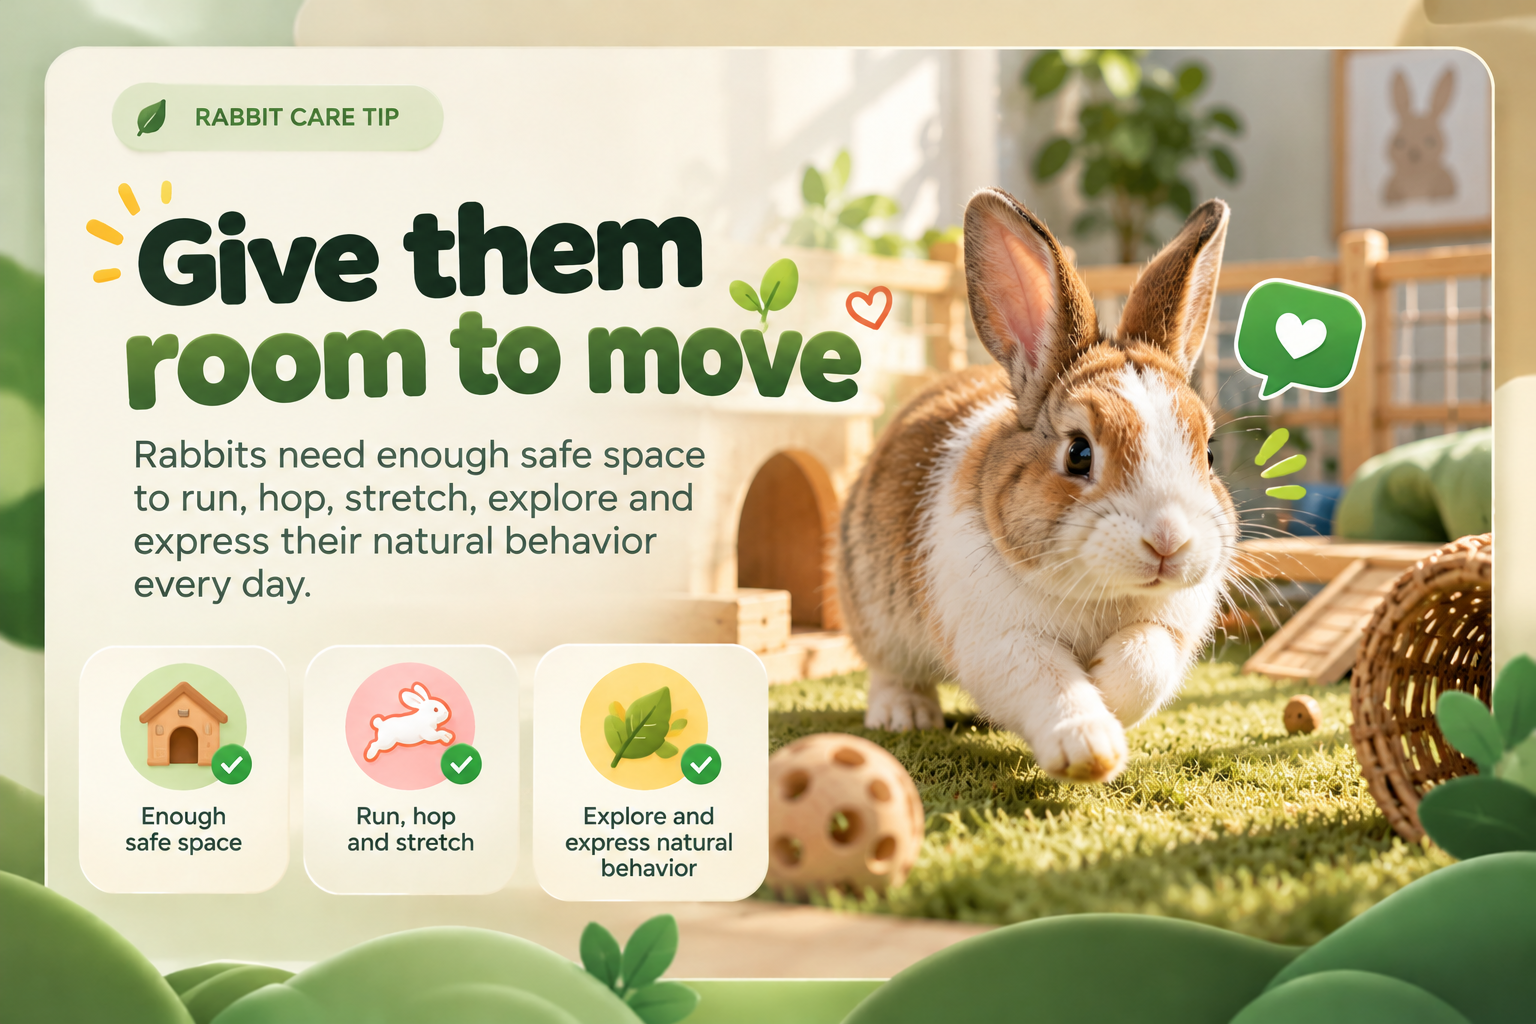 RABBIT CARE TIP
Give them
room to move
Rabbits need enough safe space
to run, hop, stretch, explore and
express their natural behavior
every day.
Enough
safe space
Run, hop
and stretch
Explore and
express natural
behavior